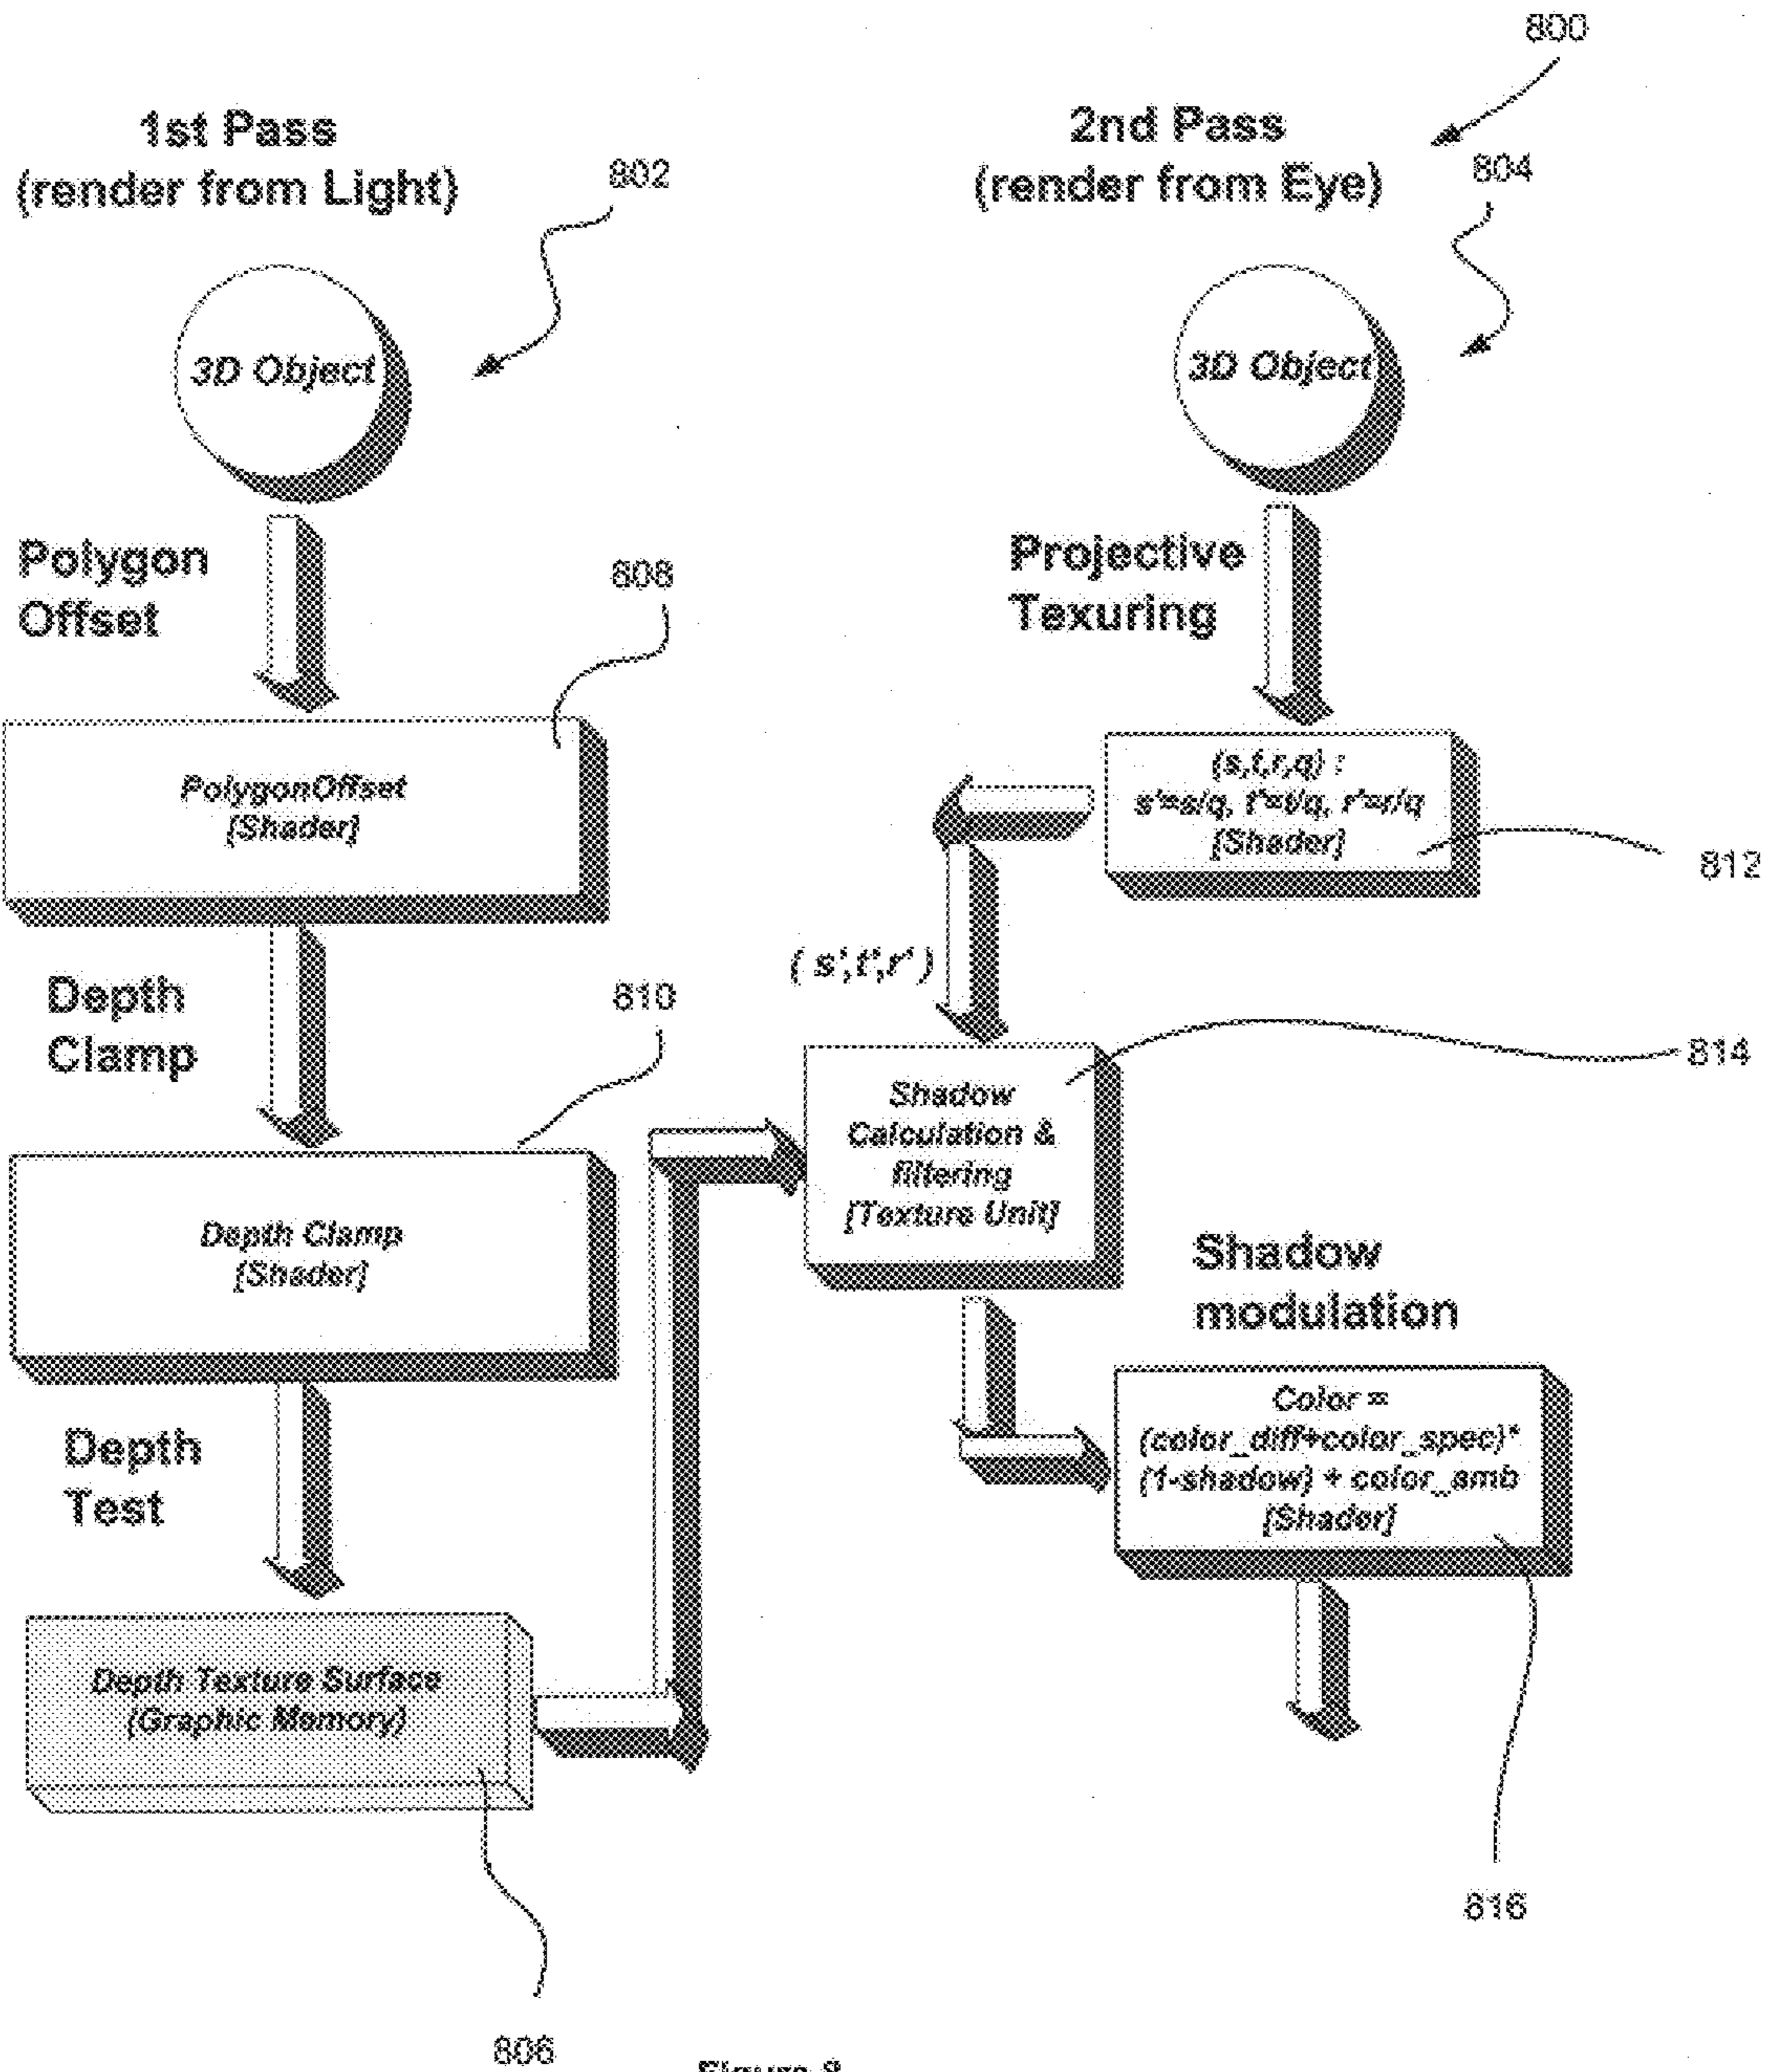 800
1st Pass
(render from Light)
802
2nd Pass
(render from Eye)
804
3D Object
3D Object
Polygon
Offset
808
Projective
Texuring
PolygonOffset
[Shader]
(s,t,r,q) :
s'=s/q, t'=t/q, r'=r/q
[Shader]
812
( s',t',r' )
Depth
Clamp
810
814
Shadow
Calculation &
filtering
[Texture Unit]
Depth Clamp
[Shader]
Shadow
modulation
Color =
(color_diff+color_spec)*
(1-shadow) + color_amb
[Shader]
Depth
Test
Depth Texture Surface
(Graphic Memory)
816
806
Figure 8